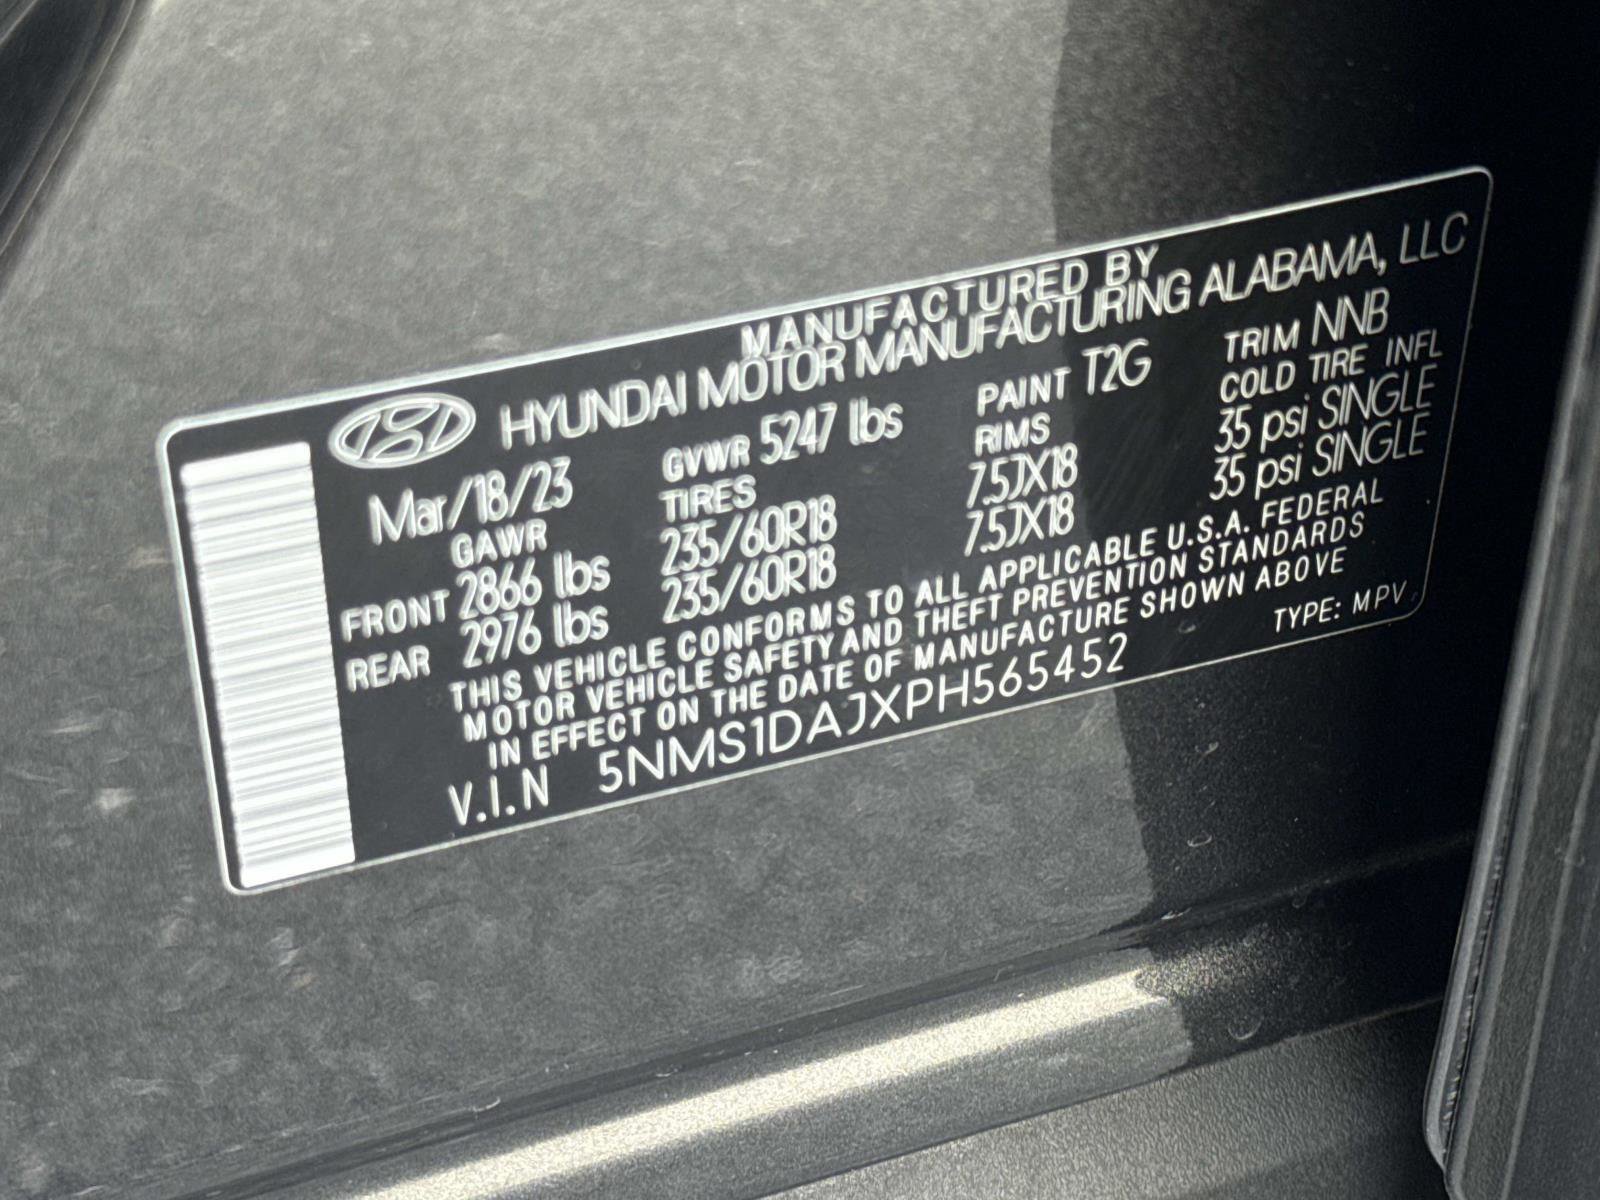 MANUFACTURED BY
HYUNDAI MOTOR MANUFACTURING ALABAMA, LLC
Mar/18/23 GVWR 5247 lbs PAINT T2G TRIM NNB
GAWR TIRES RIMS COLD TIRE INFL
FRONT 2866 lbs 235/60R18 7.5JX18 35 psi SINGLE
REAR 2976 lbs 235/60R18 7.5JX18 35 psi SINGLE
THIS VEHICLE CONFORMS TO ALL APPLICABLE U.S.A. FEDERAL
MOTOR VEHICLE SAFETY AND THEFT PREVENTION STANDARDS
IN EFFECT ON THE DATE OF MANUFACTURE SHOWN ABOVE
V.I.N 5NMS1DAJXPH565452 TYPE: MPV